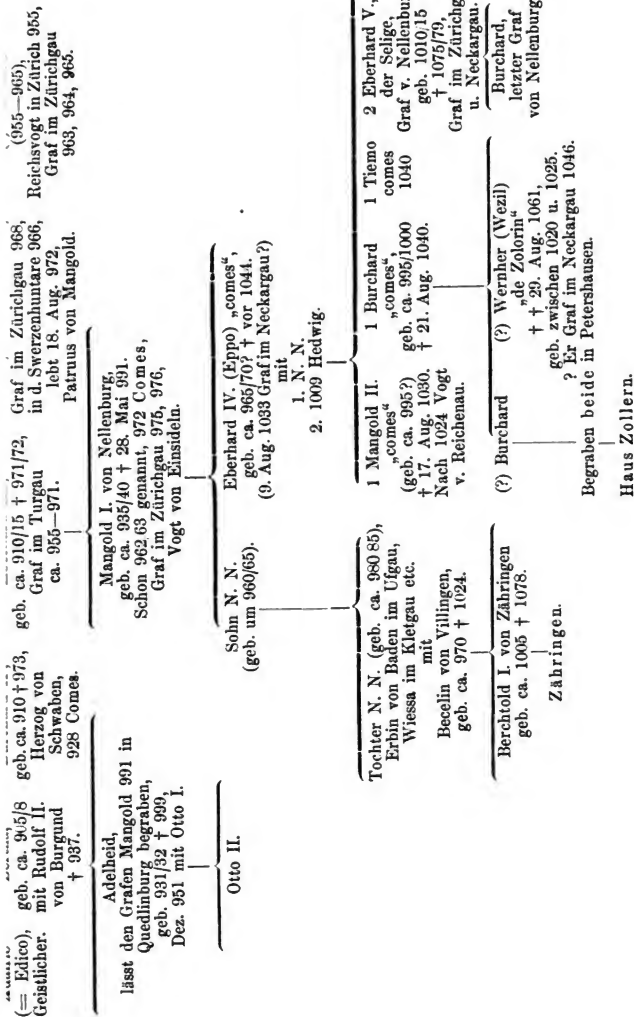 (= Edico),
Geistlicher.
geb. ca. 905/8
mit Rudolf II.
von Burgund
† 937.
geb. ca. 910 † 973,
Herzog von
Schwaben,
928 Comes.
geb. ca. 910/15 † 971/72,
Graf im Turgau
ca. 955—971.
Graf im Zürichgau 968,
in d. Swerzenhuntare 966,
lebt 18. Aug. 972,
Patruus von Mangold.
(955—965),
Reichsvogt in Zürich 955,
Graf im Zürichgau
963, 964, 965.
Adelheid,
lässt den Grafen Mangold 991 in
Quedlinburg begraben,
geb. 931/32 † 999,
Dez. 951 mit Otto I.
Otto II.
Mangold I. von Nellenburg,
geb. ca. 935/40 † 28. Mai 991.
Schon 962 63 genannt, 972 Comes,
Graf im Zürichgau 975, 976,
Vogt von Einsideln.
Sohn N. N.
(geb. um 960/65).
Eberhard IV. (Eppo) „comes“,
geb. ca. 965/70? † vor 1044.
(9. Aug. 1033 Graf im Neckargau?)
mit
1. N. N.
2. 1009 Hedwig.
Tochter N. N. (geb. ca. 980 85),
Erbin von Baden im Ufgau,
Wiessa im Kletgau etc.
mit
Becelin von Villingen,
geb. ca. 970 † 1024.
Berchtold I. von Zähringen
geb. ca. 1005 † 1078.
Zähringen.
1 Mangold II.
„comes“
(geb. ca. 995?)
† 17. Aug. 1030.
Nach 1024 Vogt
v. Reichenau.
1 Burchard
„comes“,
geb. ca. 995/1000
† 21. Aug. 1040.
1 Tiemo
comes
1040
2 Eberhard V.,
der Selige,
Graf v. Nellenbur
geb. 1010/15
† 1075/79,
Graf im Zürichg
u. Neckargau.
(?) Burchard
(?) Wernher (Wezil)
„de Zolorin“
† † 29. Aug. 1061,
geb. zwischen 1020 u. 1025.
? Er Graf im Neckargau 1046.
Begraben beide in Petershausen.
Haus Zollern.
Burchard,
letzter Graf
von Nellenburg